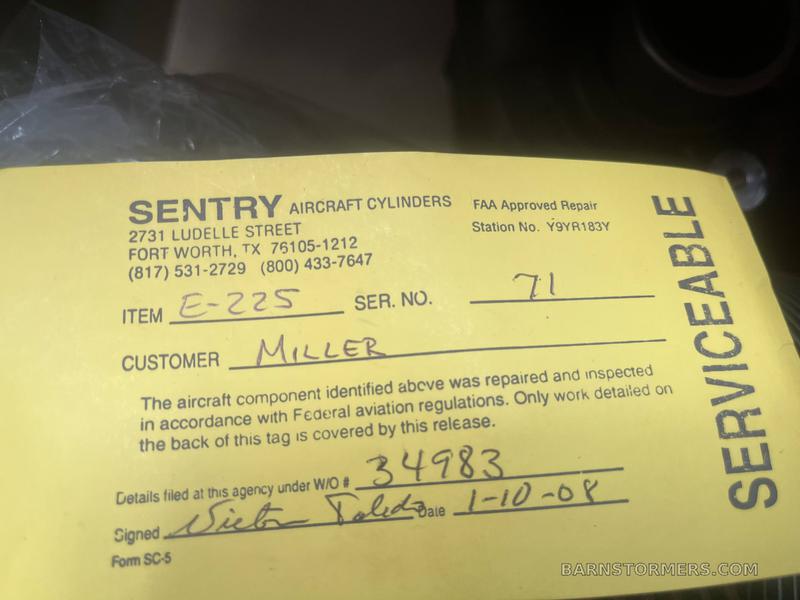 SENTRY AIRCRAFT CYLINDERS
2731 LUDELLE STREET
FORT WORTH, TX 76105-1212
(817) 531-2729 (800) 433-7647
FAA Approved Repair
Station No. Y9YR183Y
SERVICEABLE
ITEM E-225 SER. NO. 71
CUSTOMER MILLER
The aircraft component identified above was repaired and inspected
in accordance with Federal aviation regulations. Only work detailed on
the back of this tag is covered by this release.
Details filed at this agency under W/O # 34983
Signed Victor Toledo Date 1-10-08
Form SC-5
BARNSTORMERS.COM